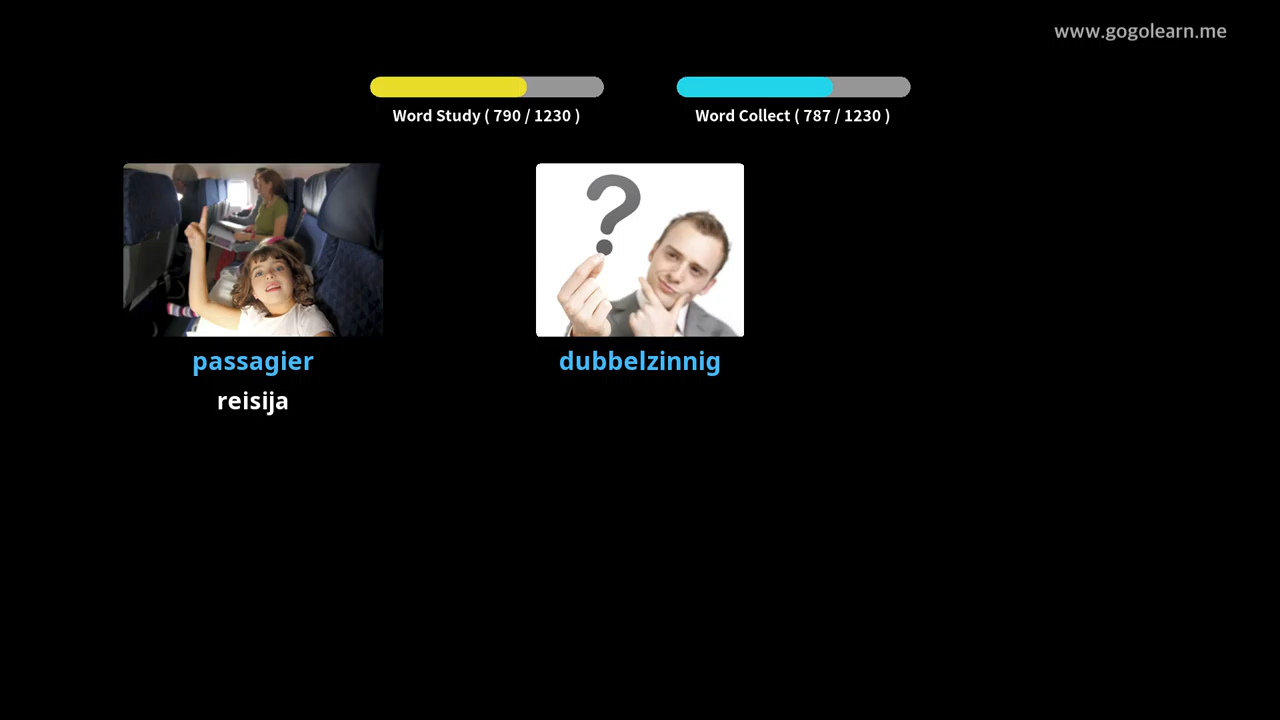 www.gogolearn.me
Word Study ( 790 / 1230 )
Word Collect ( 787 / 1230 )
passagier
dubbelzinnig
reisija